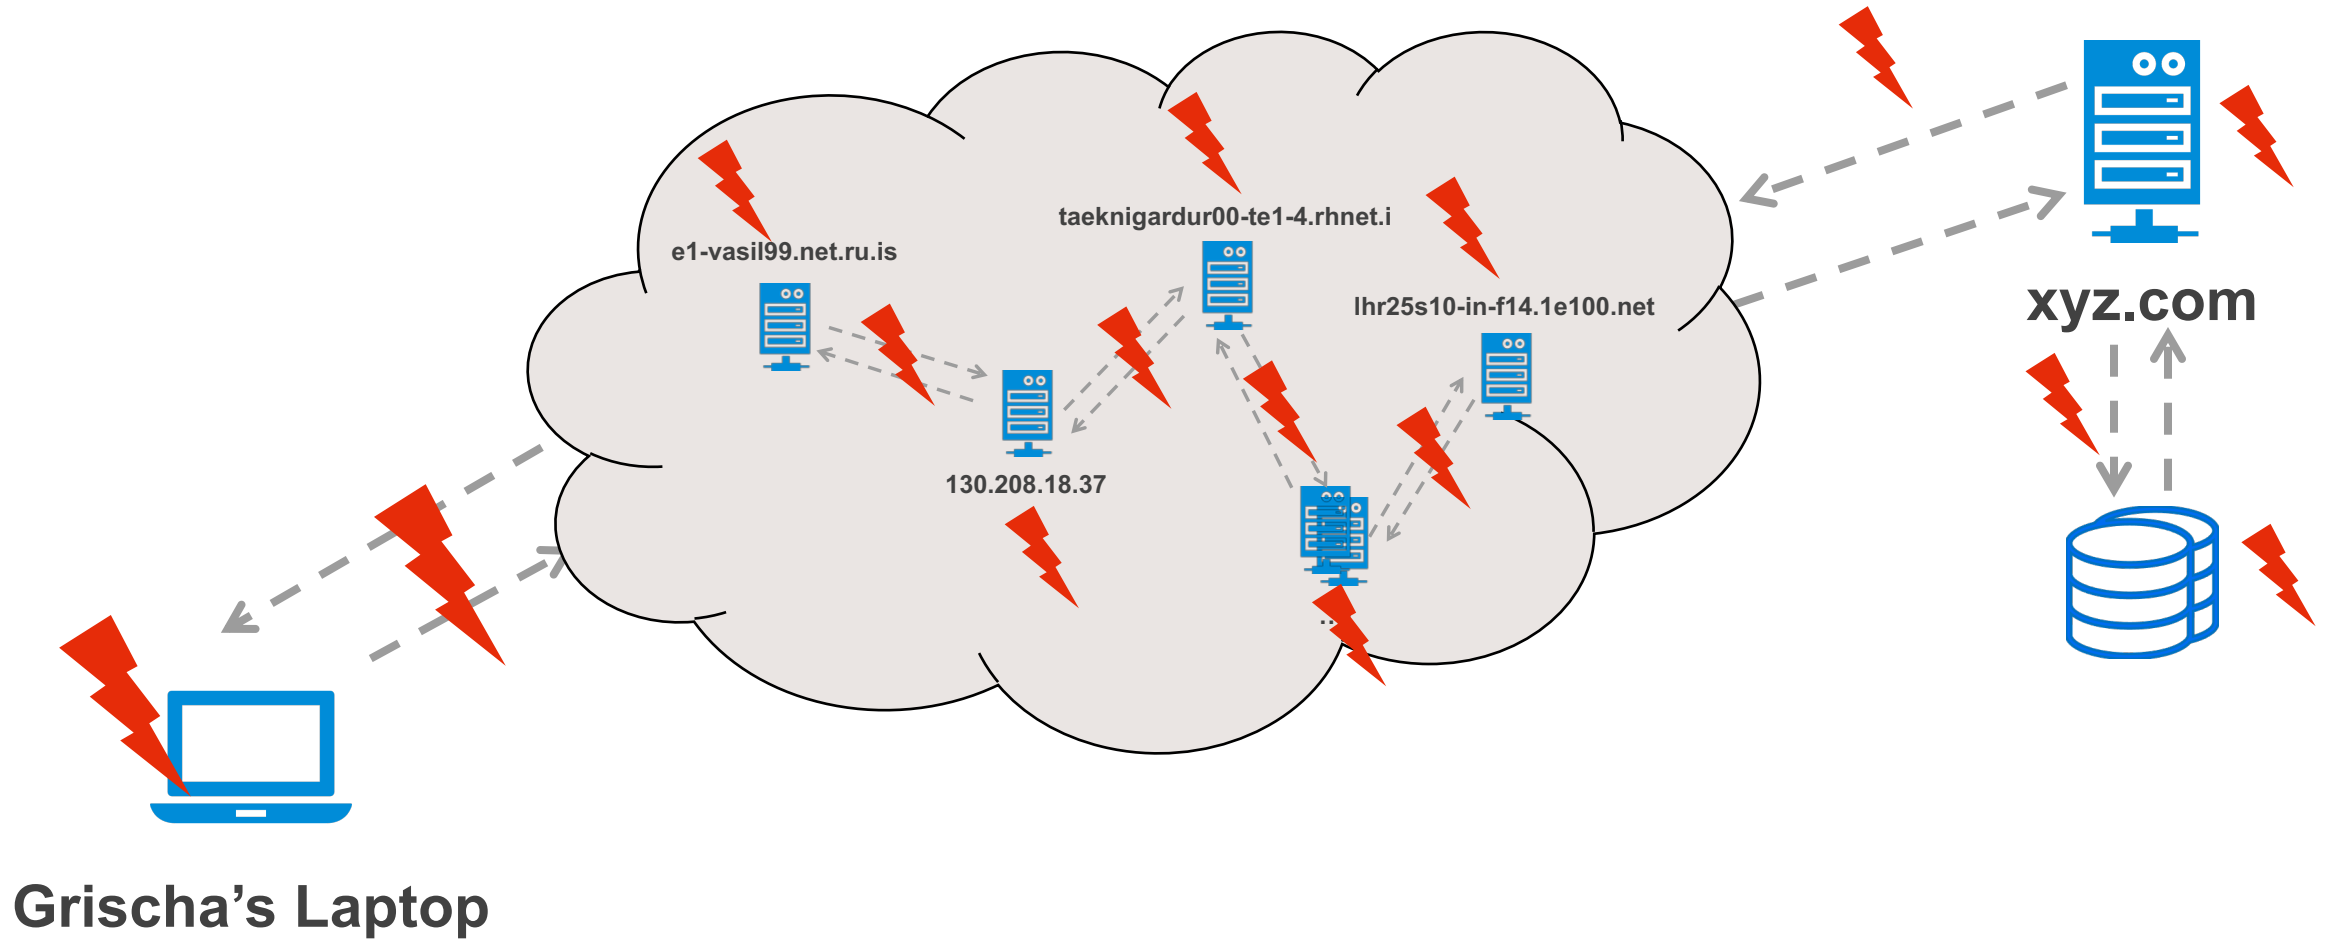 taeknigardur00-te1-4.rhnet.i
e1-vasil99.net.ru.is
lhr25s10-in-f14.1e100.net
xyz.com
130.208.18.37
..
Grischa’s Laptop